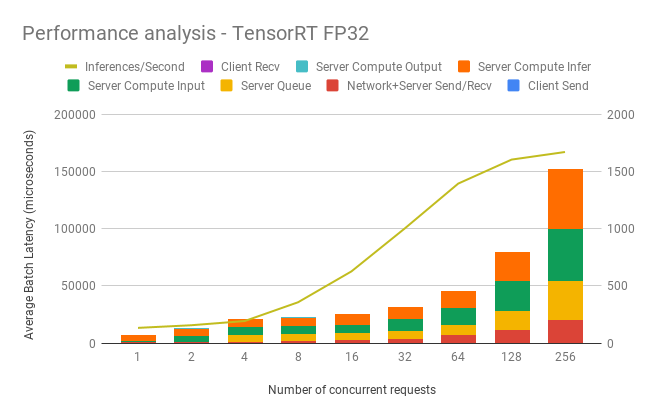 Performance analysis - TensorRT FP32
Inferences/Second Client Recv Server Compute Output Server Compute Infer
Server Compute Input Server Queue Network+Server Send/Recv Client Send
200000 2000
150000 1500
100000 1000
50000 500
0 0
Average Batch Latency (microseconds)
1 2 4 8 16 32 64 128 256
Number of concurrent requests